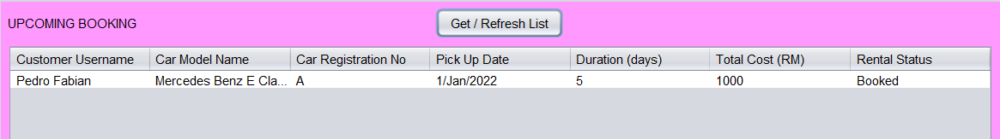 UPCOMING BOOKING Get / Refresh List
Customer Username Car Model Name Car Registration No Pick Up Date Duration (days) Total Cost (RM) Rental Status
Pedro Fabian Mercedes Benz E Cla... A 1/Jan/2022 5 1000 Booked